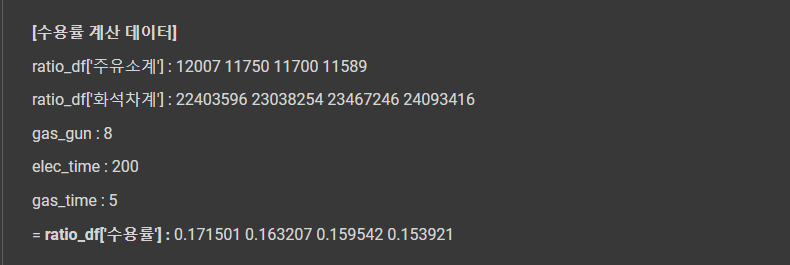 [수용률 계산 데이터]
ratio_df['주유소계'] : 12007 11750 11700 11589
ratio_df['화석차계'] : 22403596 23038254 23467246 24093416
gas_gun : 8
elec_time : 200
gas_time : 5
= ratio_df['수용률'] : 0.171501 0.163207 0.159542 0.153921